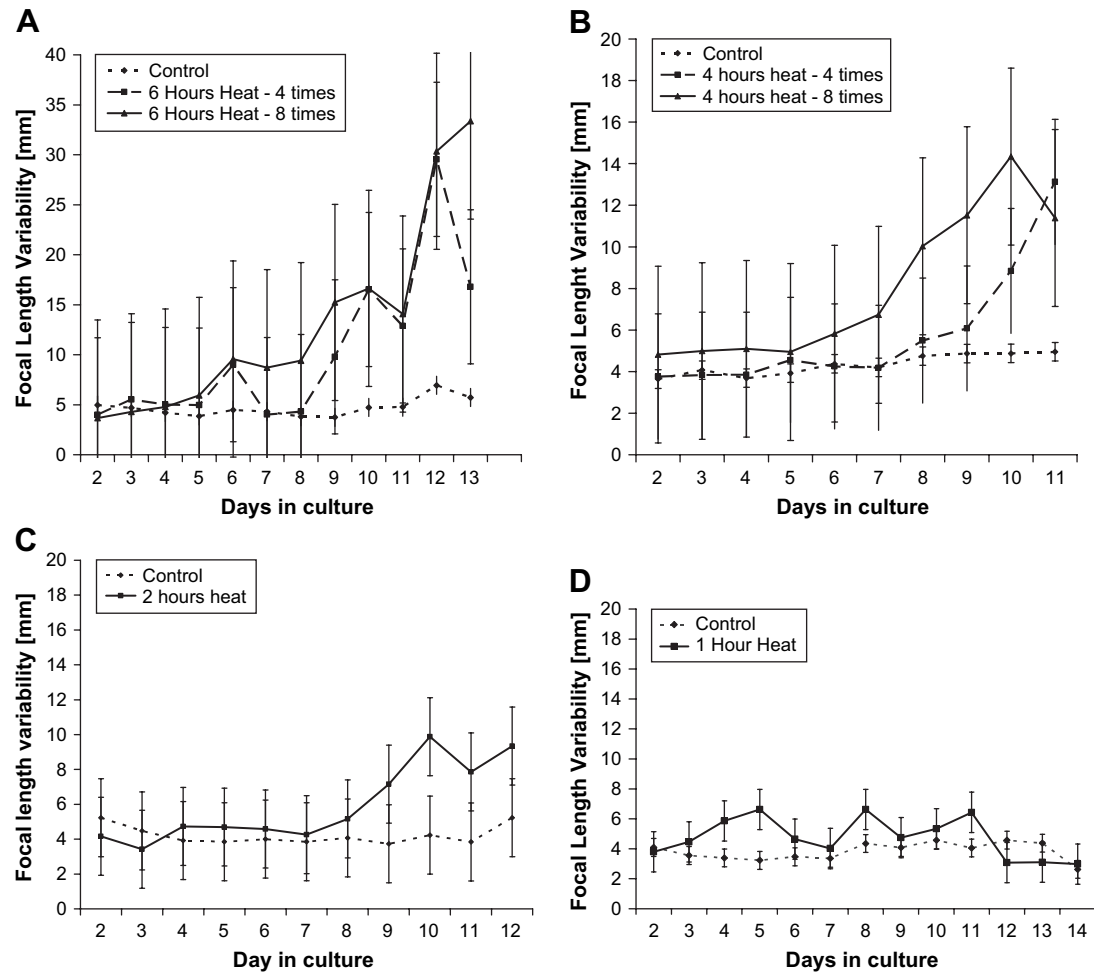 A
Focal Length Variability [mm]
40
35
30
25
20
15
10
5
0
Control
6 Hours Heat - 4 times
6 Hours Heat - 8 times
2 3 4 5 6 7 8 9 10 11 12 13
Days in culture
B
Focal Lenght Variability [mm]
20
18
16
14
12
10
8
6
4
2
0
Control
4 hours heat - 4 times
4 hours heat - 8 times
2 3 4 5 6 7 8 9 10 11
Days in culture
C
Focal length variability [mm]
20
18
16
14
12
10
8
6
4
2
0
Control
2 hours heat
2 3 4 5 6 7 8 9 10 11 12
Day in culture
D
Focal Length Variability [mm]
20
18
16
14
12
10
8
6
4
2
0
Control
1 Hour Heat
2 3 4 5 6 7 8 9 10 11 12 13 14
Days in culture